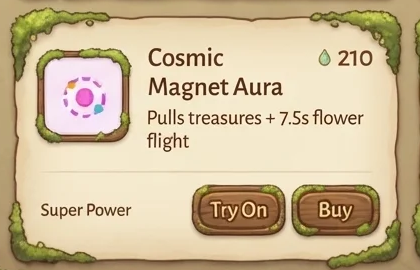 Cosmic
Magnet Aura
210
Pulls treasures + 7.5s flower
flight
Super Power
Try On
Buy